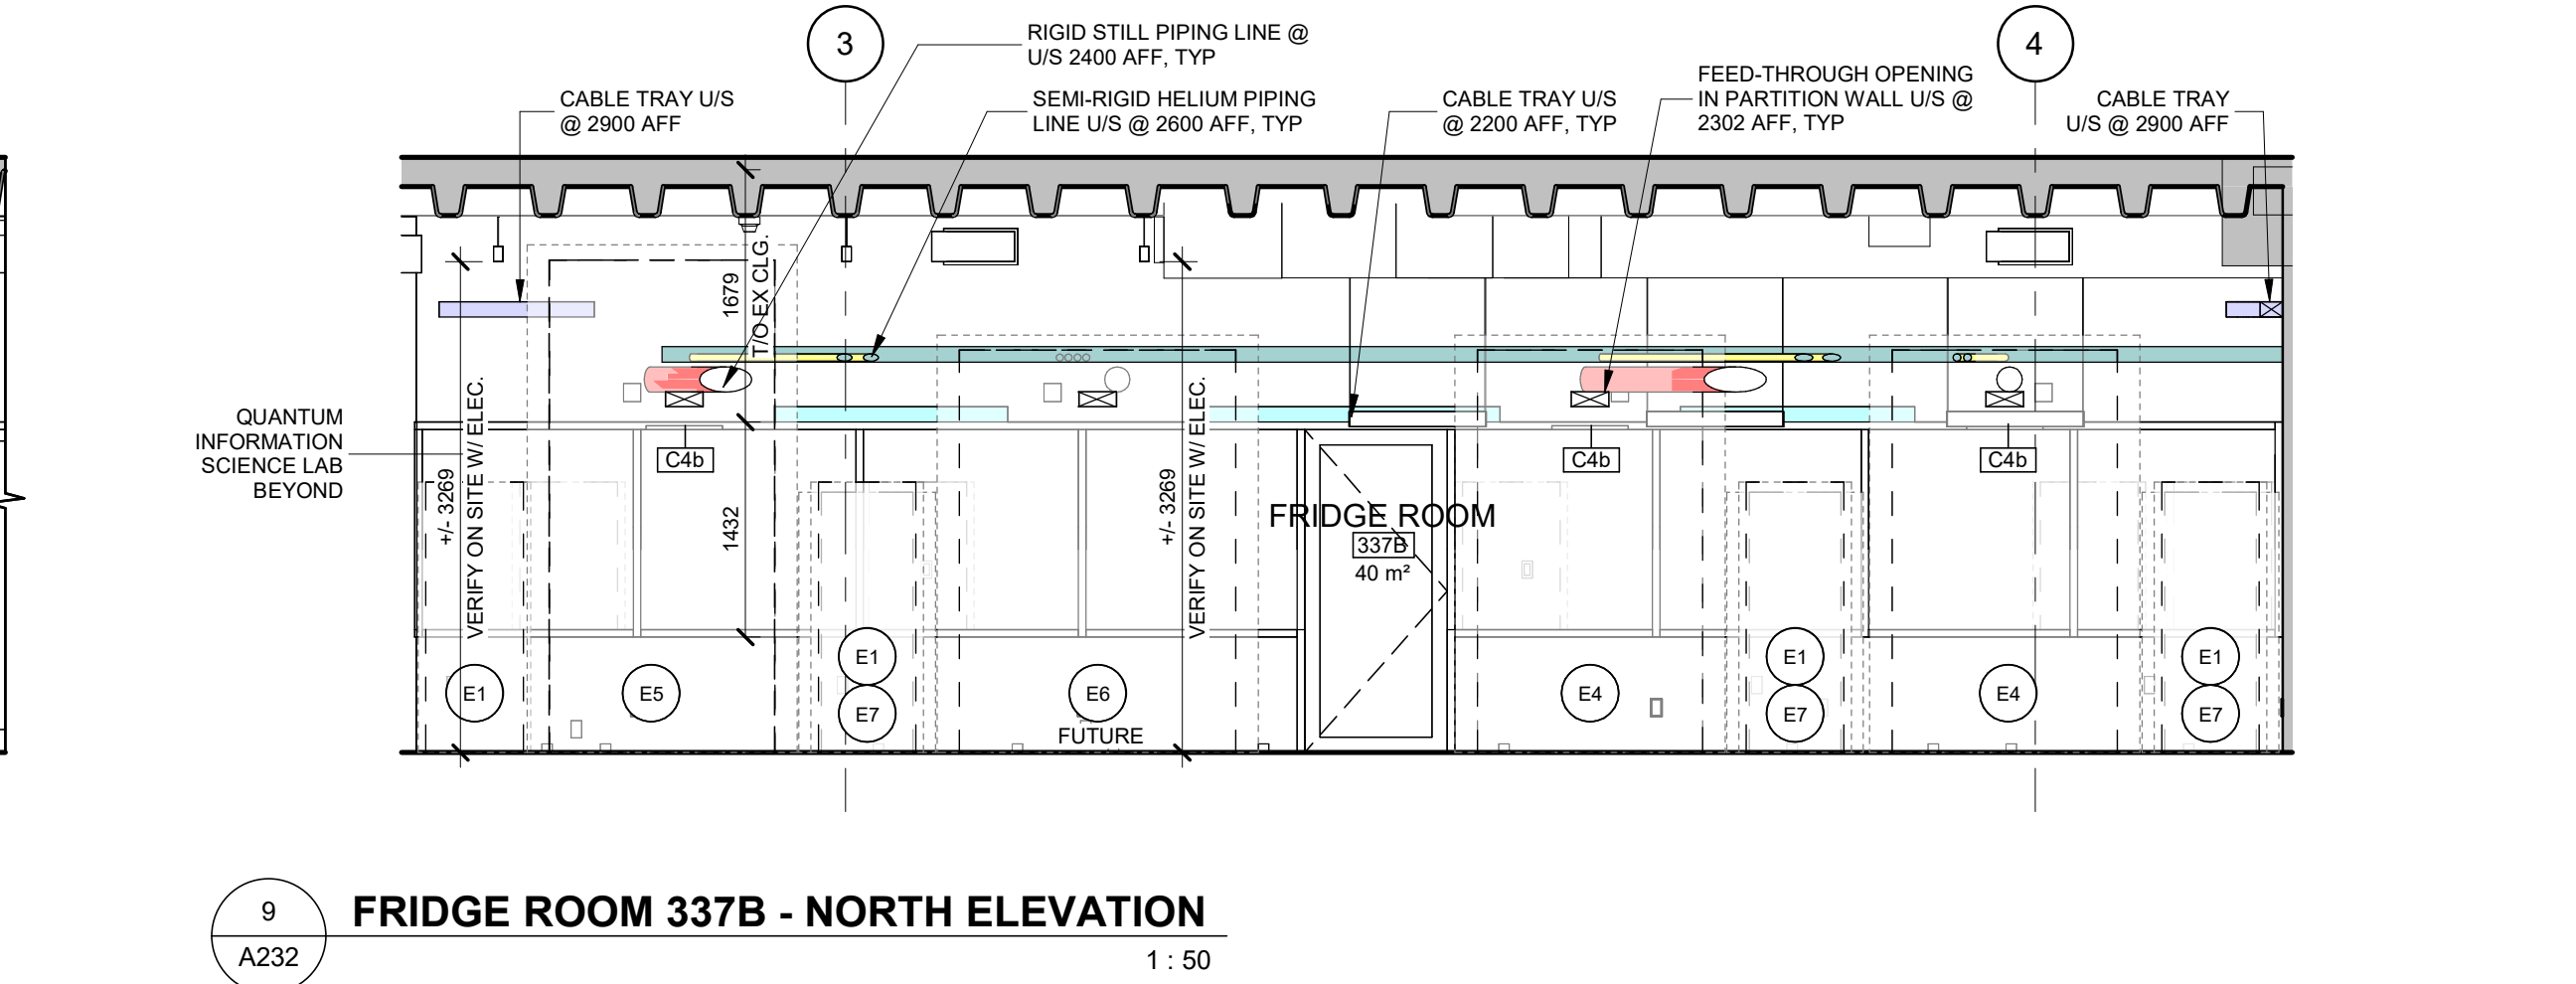 3
4
RIGID STILL PIPING LINE @
U/S 2400 AFF, TYP
CABLE TRAY U/S
@ 2900 AFF
SEMI-RIGID HELIUM PIPING
LINE U/S @ 2600 AFF, TYP
CABLE TRAY U/S
@ 2200 AFF, TYP
FEED-THROUGH OPENING
IN PARTITION WALL U/S @
2302 AFF, TYP
CABLE TRAY
U/S @ 2900 AFF
QUANTUM
INFORMATION
SCIENCE LAB
BEYOND
+/- 3269
VERIFY ON SITE W/ ELEC.
1679
T/O EX CLG.
1432
+/- 3269
VERIFY ON SITE W/ ELEC.
C4b
C4b
C4b
FRIDGE ROOM
337B
40 m²
E1
E5
E1
E7
E6
FUTURE
E4
E1
E7
E4
E1
E7
9
A232
FRIDGE ROOM 337B - NORTH ELEVATION
1 : 50